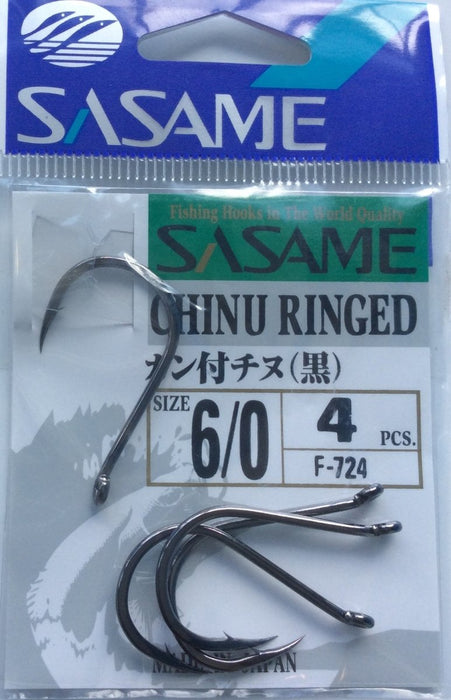 SASAME
Fishing Hooks in The World Quality
SASAME
CHINU RINGED
カン付チヌ(黒)
SIZE 6/0 4 PCS.
F-724
MADE IN JAPAN